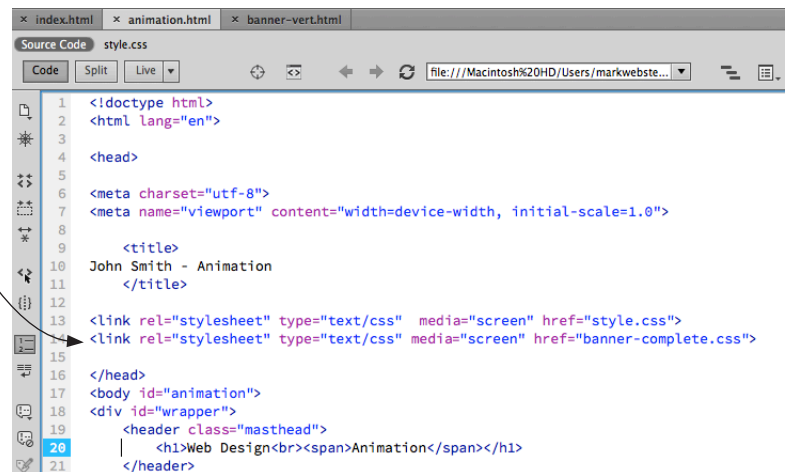 × index.html × animation.html × banner-vert.html
Source Code style.css
Code Split Live file:///Macintosh%20HD/Users/markwebste...
1 <!doctype html>
2 <html lang="en">
3
4 <head>
5
6 <meta charset="utf-8">
7 <meta name="viewport" content="width=device-width, initial-scale=1.0">
8
9 <title>
10 John Smith - Animation
11 </title>
12
13 <link rel="stylesheet" type="text/css"  media="screen" href="style.css">
14 <link rel="stylesheet" type="text/css" media="screen" href="banner-complete.css">
15
16 </head>
17 <body id="animation">
18 <div id="wrapper">
19 <header class="masthead">
20 <h1>Web Design<br><span>Animation</span></h1>
21 </header>